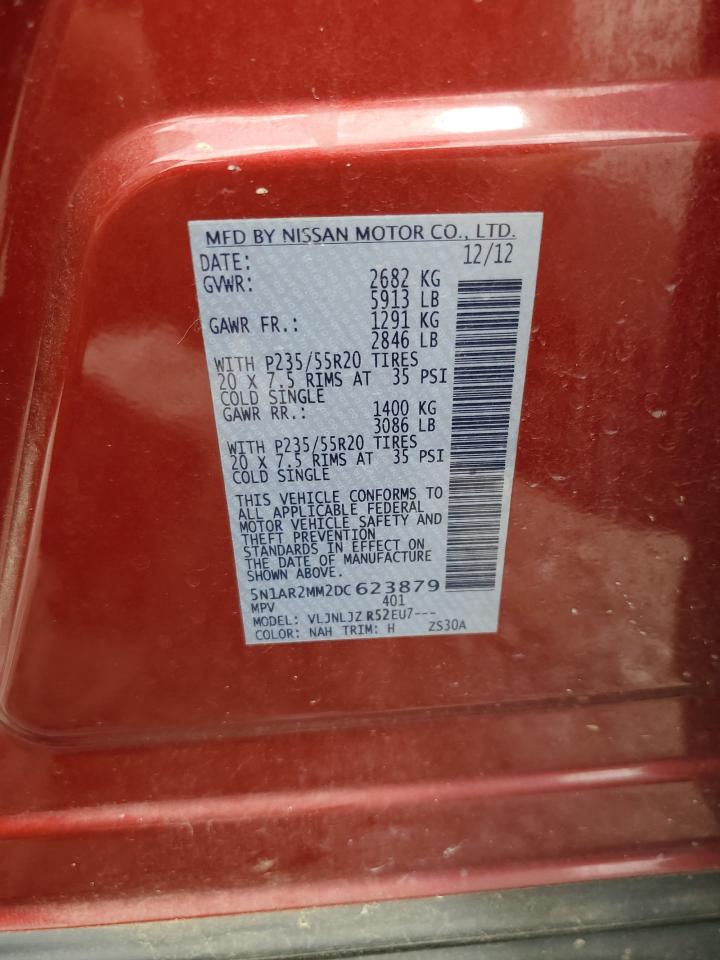 MFD BY NISSAN MOTOR CO., LTD.
DATE: 12/12
GVWR: 2682 KG
5913 LB
GAWR FR.: 1291 KG
2846 LB
WITH P235/55R20 TIRES
20 X 7.5 RIMS AT 35 PSI
COLD SINGLE
GAWR RR.: 1400 KG
3086 LB
WITH P235/55R20 TIRES
20 X 7.5 RIMS AT 35 PSI
COLD SINGLE
THIS VEHICLE CONFORMS TO
ALL APPLICABLE FEDERAL
MOTOR VEHICLE SAFETY AND
THEFT PREVENTION
STANDARDS IN EFFECT ON
THE DATE OF MANUFACTURE
SHOWN ABOVE.
5N1AR2MM2DC623879
MPV 401
MODEL: VLJNLJZ R52EU7---
COLOR: NAH TRIM: H ZS30A